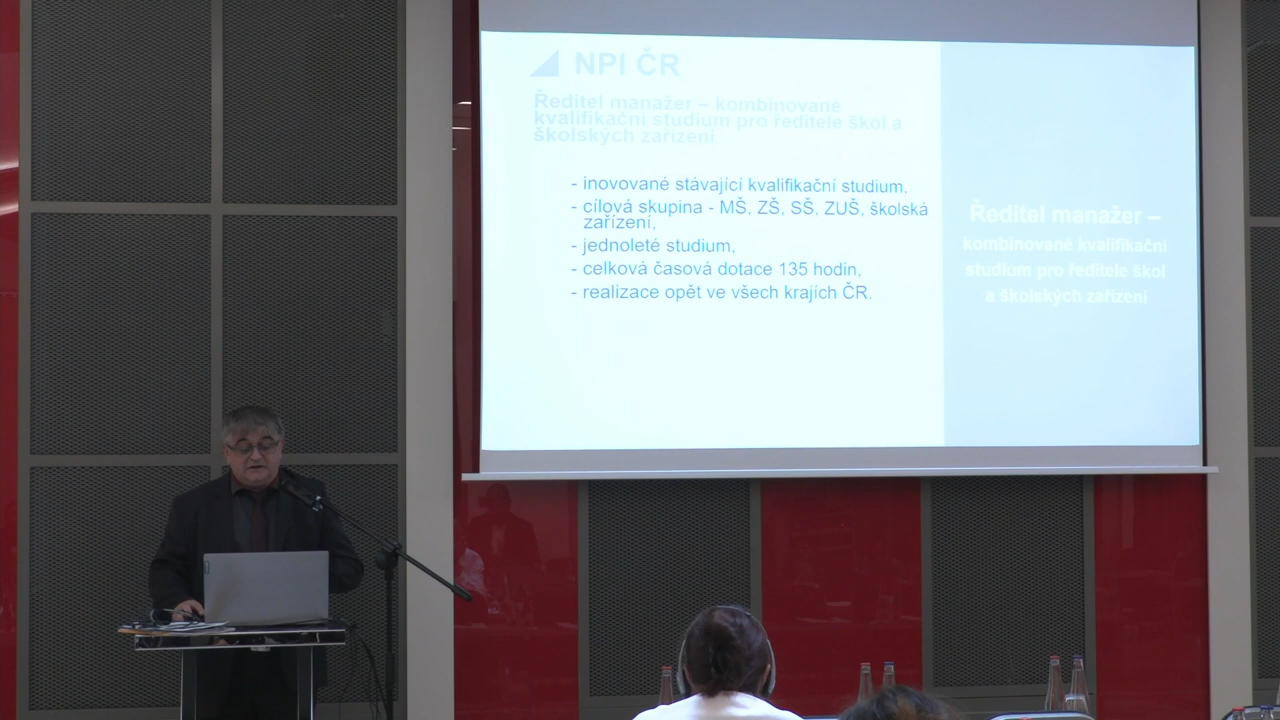 NPI ČR
Ředitel manažer – kombinované
kvalifikační studium pro ředitele škol a
školských zařízení.
- inovované stávající kvalifikační studium,
- cílová skupina - MŠ, ZŠ, SŠ, ZUŠ, školská
zařízení,
- jednoleté studium,
- celková časová dotace 135 hodin,
- realizace opět ve všech krajích ČR.
Ředitel manažer –
kombinované kvalifikační
studium pro ředitele škol
a školských zařízení